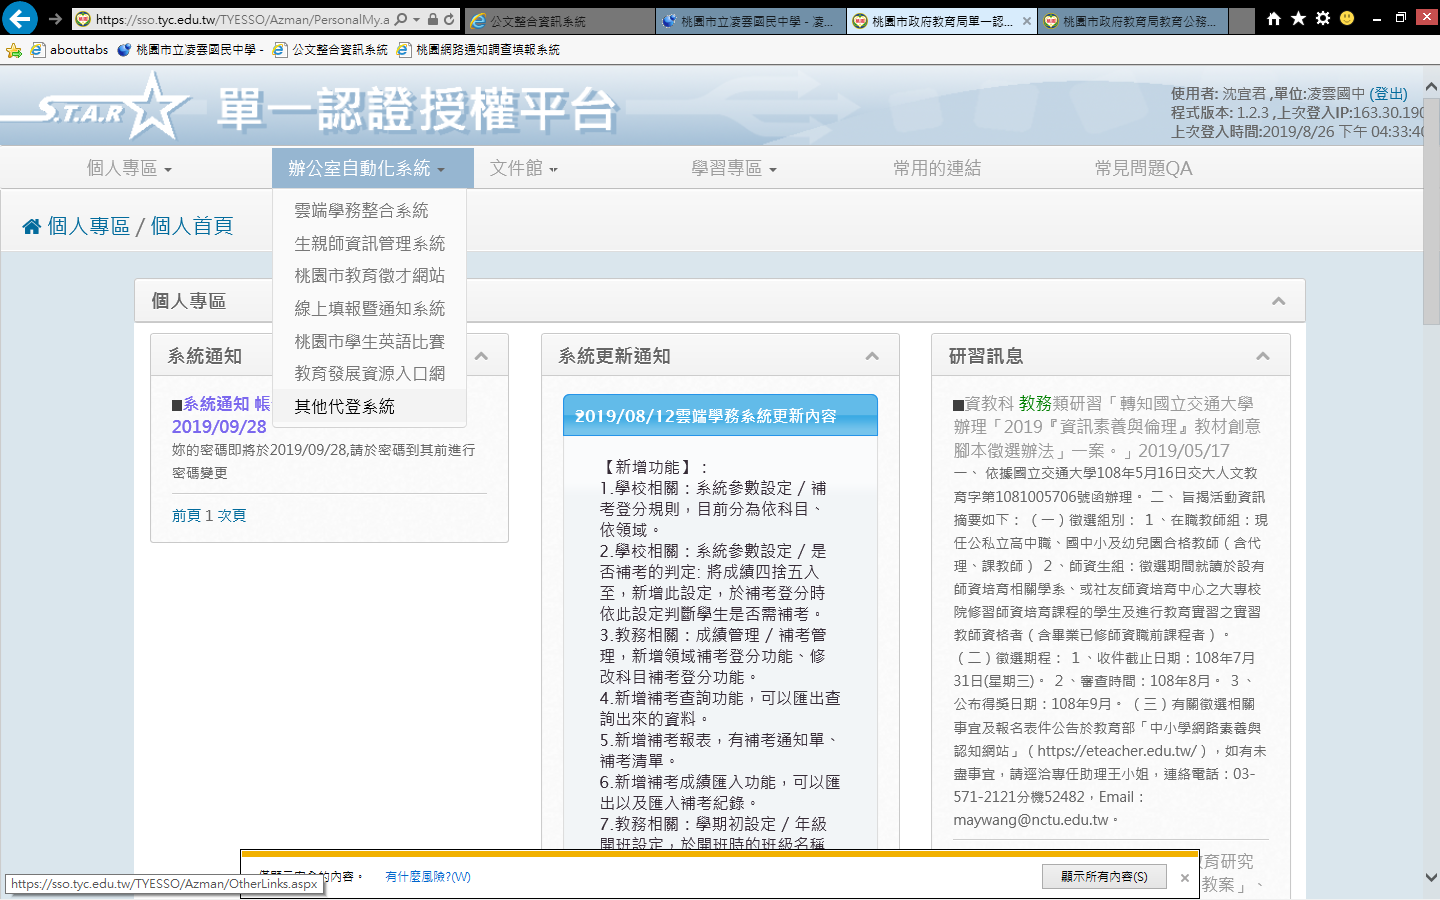 https://sso.tyc.edu.tw/TYESSO/Azman/PersonalMy.a
公文整合資訊系統
桃園市立凌雲國民中學 - 凌...
桃園市政府教育局單一認...
桃園市政府教育局教育公務...
abouttabs
桃園市立凌雲國民中學 -
公文整合資訊系統
桃園網路通知調查填報系統
S.T.A.R
單一認證授權平台
使用者: 沈宜君 ,單位:凌雲國中 (登出)
程式版本: 1.2.3 ,上次登入IP:163.30.190
上次登入時間:2019/8/26 下午 04:33:40
個人專區
辦公室自動化系統
文件館
學習專區
常用的連結
常見問題QA
雲端學務整合系統
生親師資訊管理系統
桃園市教育徵才網站
線上填報暨通知系統
桃園市學生英語比賽
教育發展資源入口網
其他代登系統
個人專區 / 個人首頁
個人專區
系統通知
系統通知 帳
2019/09/28
妳的密碼即將於2019/09/28,請於密碼到其前進行
密碼變更
前頁 1 次頁
系統更新通知
2019/08/12雲端學務系統更新內容
【新增功能】：
1.學校相關：系統參數設定／補
考登分規則，目前分為依科目、
依領域。
2.學校相關：系統參數設定／是
否補考的判定: 將成績四捨五入
至，新增此設定，於補考登分時
依此設定判斷學生是否需補考。
3.教務相關：成績管理／補考管
理，新增領域補考登分功能、修
改科目補考登分功能。
4.新增補考查詢功能，可以匯出查
詢出來的資料。
5.新增補考報表，有補考通知單、
補考清單。
6.新增補考成績匯入功能，可以匯
出以及匯入補考紀錄。
7.教務相關：學期初設定／年級
開班設定，於開班時的班級名稱
研習訊息
資教科 教務類研習「轉知國立交通大學
辦理「2019『資訊素養與倫理』教材創意
腳本徵選辦法」一案。」2019/05/17
一、 依據國立交通大學108年5月16日交大人文教
育字第1081005706號函辦理。 二、 旨揭活動資訊
摘要如下： （一）徵選組別： １、在職教師組：現
任公私立高中職、國中小及幼兒園合格教師（含代
理、課教師） ２、師資生組：徵選期間就讀於設有
師資培育相關學系、或社友師資培育中心之大專校
院修習師資培育課程的學生及進行教育實習之實習
教師資格者（含畢業已修師資職前課程者）。
（二）徵選期程： １、收件截止日期：108年7月
31日(星期三)。 ２、審查時間：108年8月。 ３、
公布得獎日期：108年9月。 （三）有關徵選相關
事宜及報名表件公告於教育部「中小學網路素養與
認知網站」（https://eteacher.edu.tw/），如有未
盡事宜，請逕洽專任助理王小姐，連絡電話：03-
571-2121分機52482，Email：
maywang@nctu.edu.tw。
教育研究
教案」、
的內容。
有什麼風險?(W)
顯示所有內容(S)
https://sso.tyc.edu.tw/TYESSO/Azman/OtherLinks.aspx